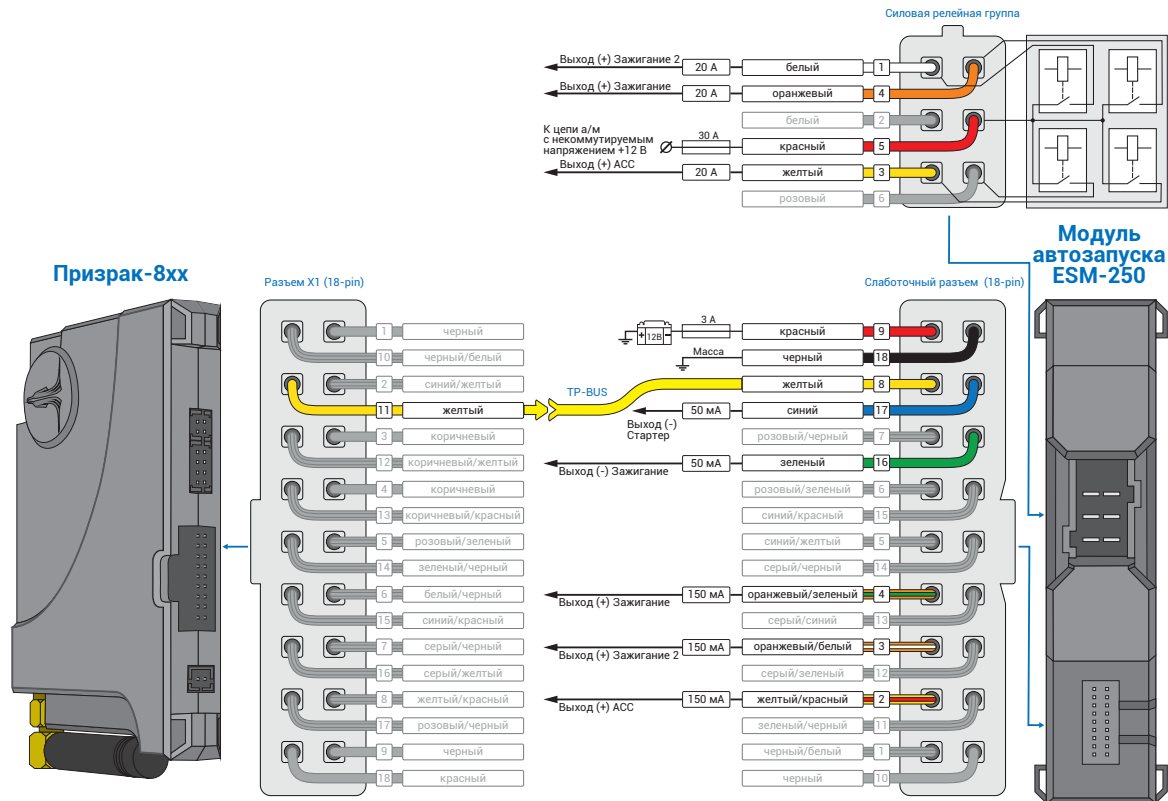 Силовая релейная группа
Выход (+) Зажигание 2
20 А
белый
1
Выход (+) Зажигание
20 А
оранжевый
4
белый
2
К цепи а/м
с некоммутируемым
напряжением +12 В
30 А
красный
5
Выход (+) АСС
20 А
желтый
3
розовый
6
Модуль
автозапуска
ESM-250
Призрак-8хх
Разъем X1 (18-pin)
Слаботочный разъем (18-pin)
1
черный
10
черный/белый
2
синий/желтый
11
желтый
3
коричневый
12
коричневый/желтый
4
коричневый
13
коричневый/красный
5
розовый/зеленый
14
зеленый/черный
6
белый/черный
15
синий/красный
7
серый/черный
16
серый/желтый
8
желтый/красный
17
розовый/черный
9
черный
18
красный
TP-BUS
+ 12В -
3 А
красный
9
Масса
черный
18
желтый
8
Выход (-)
Стартер
50 мА
синий
17
розовый/черный
7
Выход (-) Зажигание
50 мА
зеленый
16
розовый/зеленый
6
синий/красный
15
синий/желтый
5
серый/черный
14
Выход (+) Зажигание
150 мА
оранжевый/зеленый
4
серый/синий
13
Выход (+) Зажигание 2
150 мА
оранжевый/белый
3
серый/зеленый
12
Выход (+) АСС
150 мА
желтый/красный
2
зеленый/черный
11
черный/белый
1
черный
10